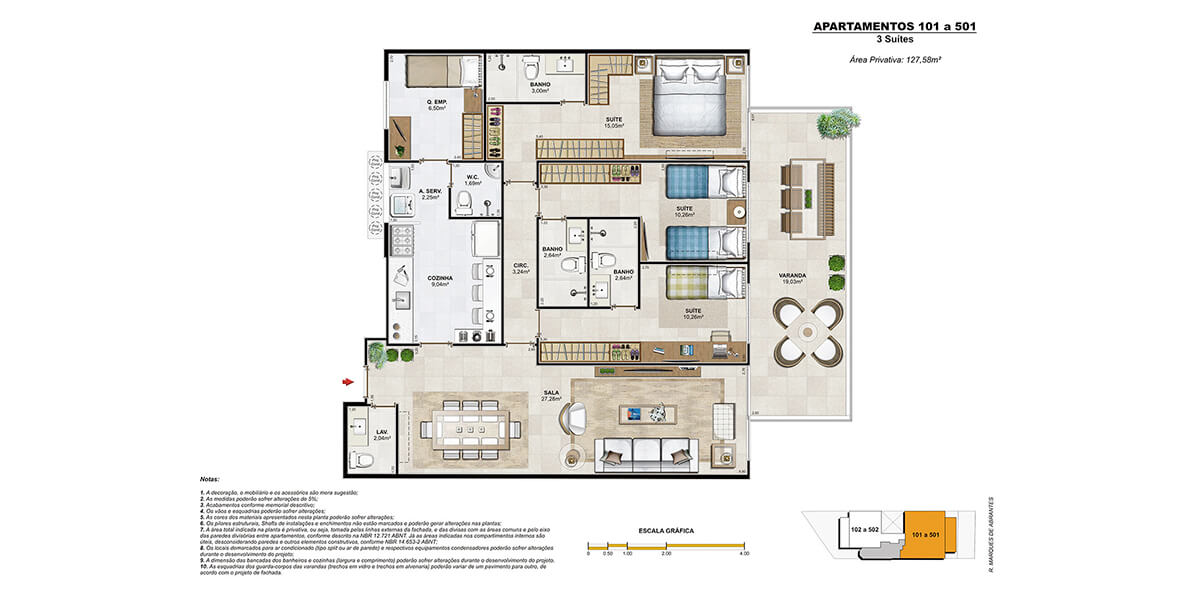 APARTAMENTOS 101 a 501
3 Suítes
Área Privativa: 127,58m²
Q. EMP.
6,50m²
BANHO
3,00m²
SUÍTE
15,05m²
A. SERV.
2,25m²
W.C.
1,69m²
SUÍTE
10,26m²
BANHO
2,64m²
BANHO
2,64m²
CIRC.
3,24m²
COZINHA
9,04m²
VARANDA
19,03m²
SUÍTE
10,26m²
SALA
27,28m²
LAV.
2,04m²
Notas:
1. A decoração, o mobiliário e os acessórios são mera sugestão;
2. As medidas poderão sofrer alterações de 5%;
3. Acabamentos conforme memorial descritivo;
4. Os vãos e esquadrias poderão sofrer alterações;
5. As cores dos materiais apresentados nesta planta poderão sofrer alterações;
6. Os pilares estruturais, Shafts de instalações e enchimentos não estão marcados e poderão gerar alterações nas plantas;
7. A área total indicada na planta é privativa, ou seja, tomada pelas linhas externas da fachada, e das divisas com as áreas comuns e pelo eixo
das paredes divisórias entre apartamentos, conforme descrito na NBR 12.721 ABNT. Já as áreas indicadas nos compartimentos internos são
úteis, desconsiderando paredes e outros elementos construtivos, conforme NBR 14.653-2 ABNT;
8. Os locais demarcados para ar condicionado (tipo split ou ar de parede) e respectivos equipamentos condensadores poderão sofrer alterações
durante o desenvolvimento do projeto;
9. A dimensão das bancadas dos banheiros e cozinhas (largura e comprimento) poderão sofrer alterações durante o desenvolvimento do projeto.
10. As esquadrias dos guarda-corpos das varandas (trechos em vidro e trechos em alvenaria) poderão variar de um pavimento para outro, de
acordo com o projeto de fachada.
ESCALA GRÁFICA
0 0.50 1.00 2.00 4.00
102 a 502
101 a 501
R. MARQUES DE ABRANTES